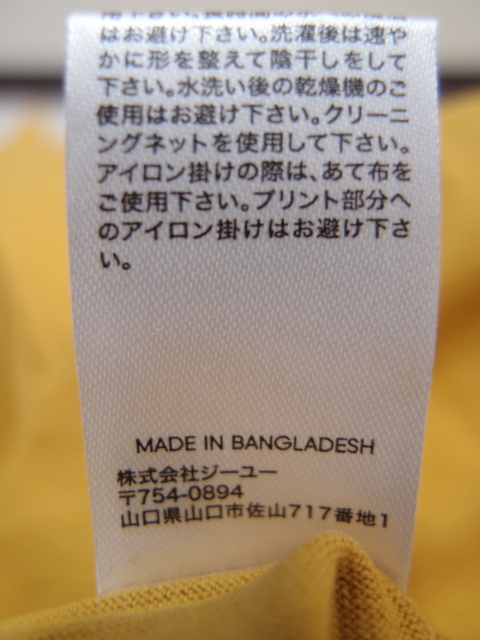 はお避け下さい。洗濯後は速や
かに形を整えて陰干しをして
下さい。水洗い後の乾燥機のご
使用はお避け下さい。クリーニ
ングネットを使用して下さい。
アイロン掛けの際は、あて布を
ご使用下さい。プリント部分へ
のアイロン掛けはお避け下さ
い。
MADE IN BANGLADESH
株式会社ジーユー
〒754-0894
山口県山口市佐山717番地1